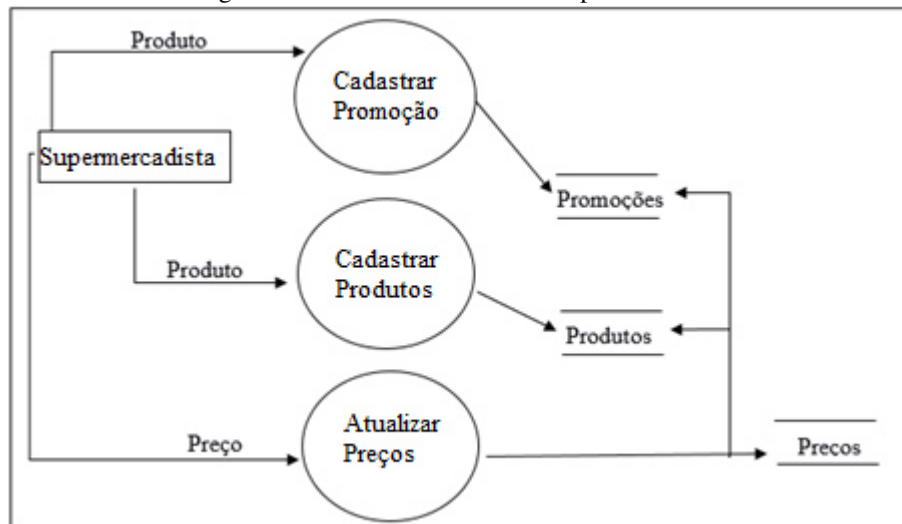 Produto
Cadastrar
Promoção
Supermercadista
Promoções
Produto
Cadastrar
Produtos
Produtos
Atualizar
Preços
Preço
Precos